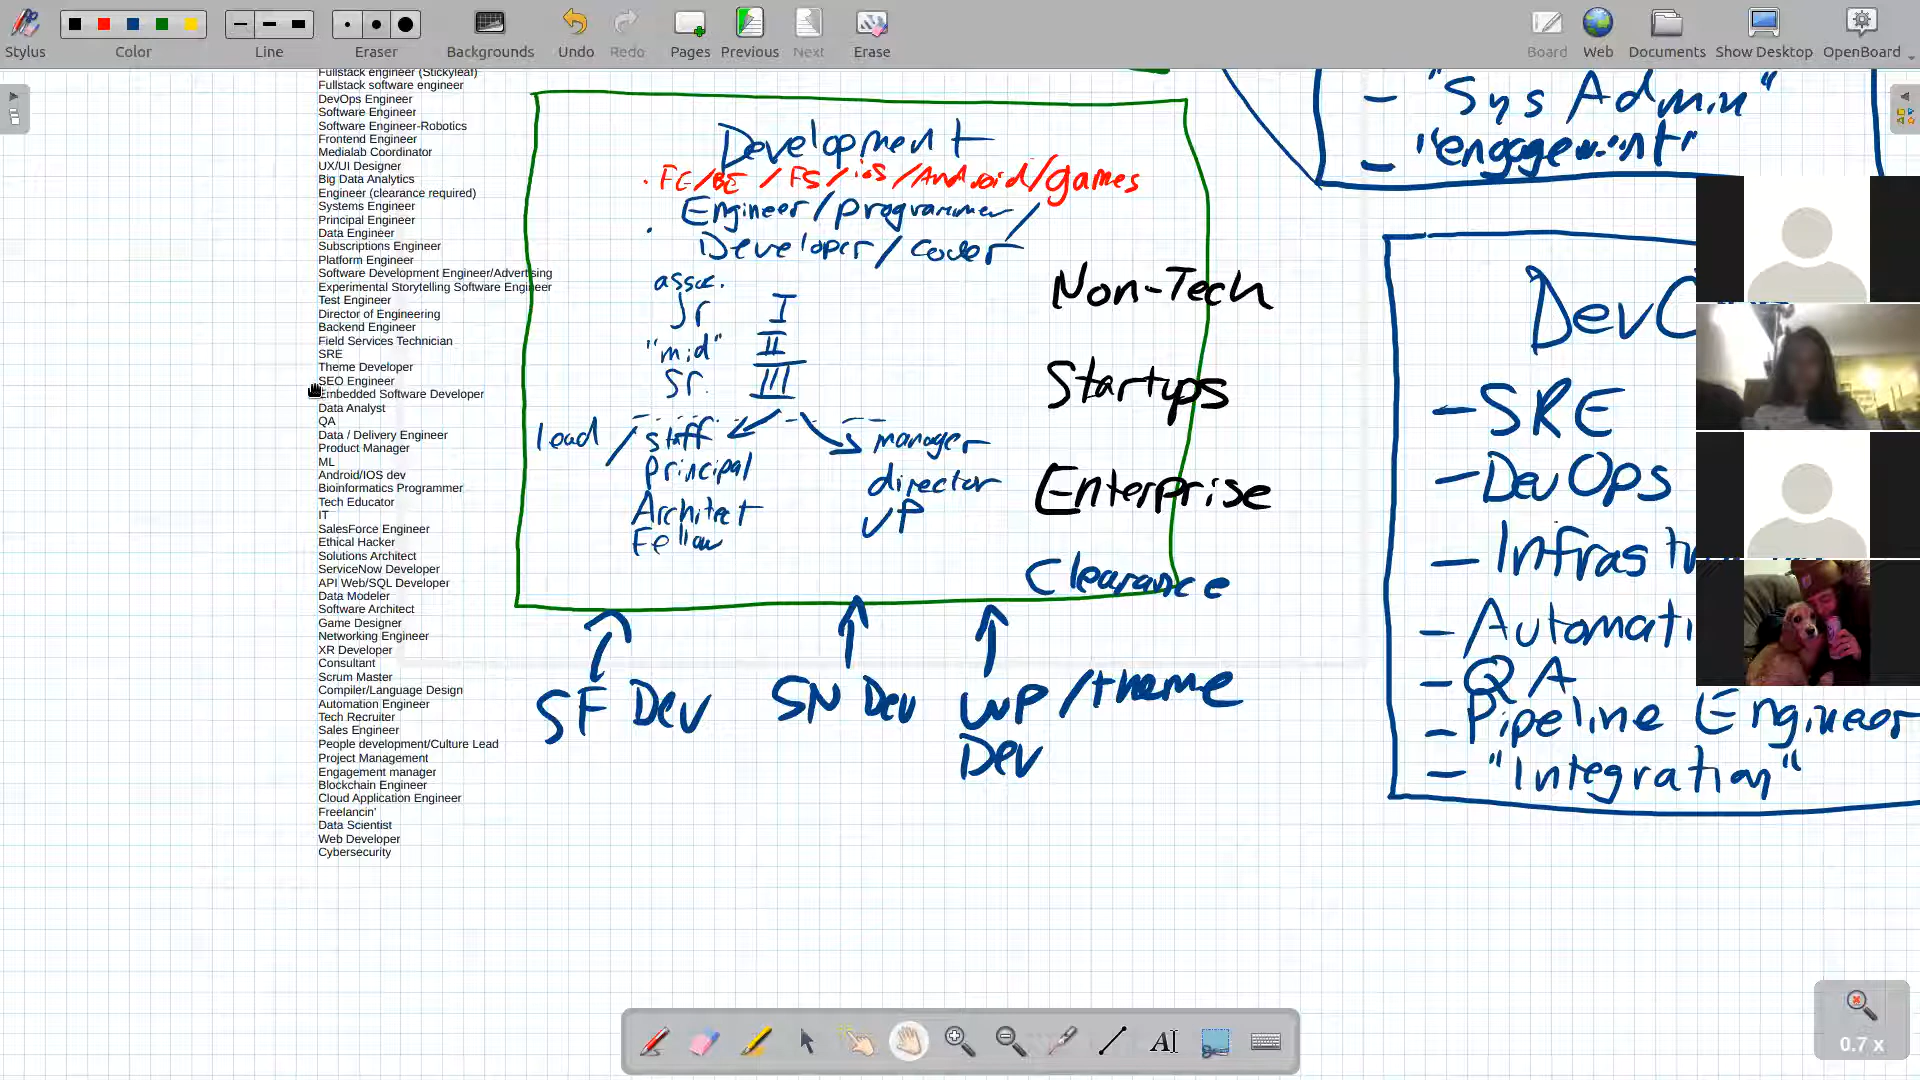 Stylus
Color
Line
Eraser
Backgrounds
Undo
Redo
Pages
Previous
Next
Erase
Board
Web
Documents
Show Desktop
OpenBoard
Fullstack engineer (Stickyleaf)
Fullstack software engineer
DevOps Engineer
Software Engineer
Software Engineer-Robotics
Frontend Engineer
Medialab Coordinator
UX/UI Designer
Big Data Analytics
Engineer (clearance required)
Systems Engineer
Principal Engineer
Data Engineer
Subscriptions Engineer
Platform Engineer
Software Development Engineer/Advertising
Experimental Storytelling Software Engineer
Test Engineer
Director of Engineering
Backend Engineer
Field Services Technician
SRE
Theme Developer
SEO Engineer
Embedded Software Developer
Data Analyst
QA
Data / Delivery Engineer
Product Manager
ML
Android/IOS dev
Bioinformatics Programmer
Tech Educator
IT
SalesForce Engineer
Ethical Hacker
Solutions Architect
ServiceNow Developer
API Web/SQL Developer
Data Modeler
Software Architect
Game Designer
Networking Engineer
XR Developer
Consultant
Scrum Master
Compiler/Language Design
Automation Engineer
Tech Recruiter
Sales Engineer
People development/Culture Lead
Project Management
Engagement manager
Blockchain Engineer
Cloud Application Engineer
Freelancin'
Data Scientist
Web Developer
Cybersecurity
Development
· FE/BE/FS/ios/Android/games
· Engineer/programmer/
Developer/coder
assoc.
Jr I
"mid" II
Sr. III
lead / staff
principal
Architect
Fellow
manager
director
VP
Non-Tech
Startups
Enterprise
Clearance
SF Dev
SN Dev
WP/theme
Dev
- "Sys Admin"
- "engagement"
DevO
- SRE
- DevOps
- Infrast
- Automati
- QA
- Pipeline Engineer
- "Integration"
0.7 x